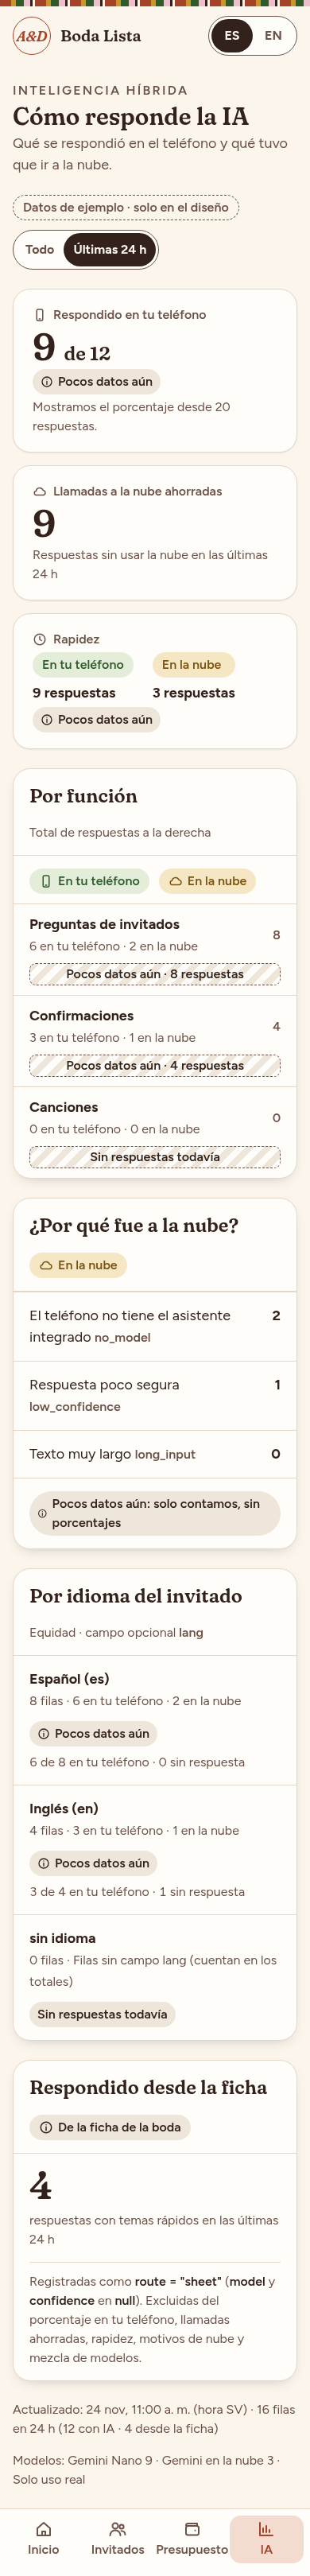 A&D Boda Lista ES EN
INTELIGENCIA HÍBRIDA
Cómo responde la IA
Qué se respondió en el teléfono y qué tuvo
que ir a la nube.
Datos de ejemplo · solo en el diseño
Todo Últimas 24 h
Respondido en tu teléfono
9 de 12
Pocos datos aún
Mostramos el porcentaje desde 20
respuestas.
Llamadas a la nube ahorradas
9
Respuestas sin usar la nube en las últimas
24 h
Rapidez
En tu teléfono En la nube
9 respuestas 3 respuestas
Pocos datos aún
Por función
Total de respuestas a la derecha
En tu teléfono En la nube
Preguntas de invitados 8
6 en tu teléfono · 2 en la nube
Pocos datos aún · 8 respuestas
Confirmaciones 4
3 en tu teléfono · 1 en la nube
Pocos datos aún · 4 respuestas
Canciones 0
0 en tu teléfono · 0 en la nube
Sin respuestas todavía
¿Por qué fue a la nube?
En la nube
El teléfono no tiene el asistente 2
integrado no_model
Respuesta poco segura 1
low_confidence
Texto muy largo long_input 0
Pocos datos aún: solo contamos, sin
porcentajes
Por idioma del invitado
Equidad · campo opcional lang
Español (es)
8 filas · 6 en tu teléfono · 2 en la nube
Pocos datos aún
6 de 8 en tu teléfono · 0 sin respuesta
Inglés (en)
4 filas · 3 en tu teléfono · 1 en la nube
Pocos datos aún
3 de 4 en tu teléfono · 1 sin respuesta
sin idioma
0 filas · Filas sin campo lang (cuentan en los
totales)
Sin respuestas todavía
Respondido desde la ficha
De la ficha de la boda
4
respuestas con temas rápidos en las últimas
24 h
Registradas como route = "sheet" (model y
confidence en null). Excluidas del
porcentaje en tu teléfono, llamadas
ahorradas, rapidez, motivos de nube y
mezcla de modelos.
Actualizado: 24 nov, 11:00 a. m. (hora SV) · 16 filas
en 24 h (12 con IA · 4 desde la ficha)
Modelos: Gemini Nano 9 · Gemini en la nube 3 ·
Solo uso real
Inicio Invitados Presupuesto IA